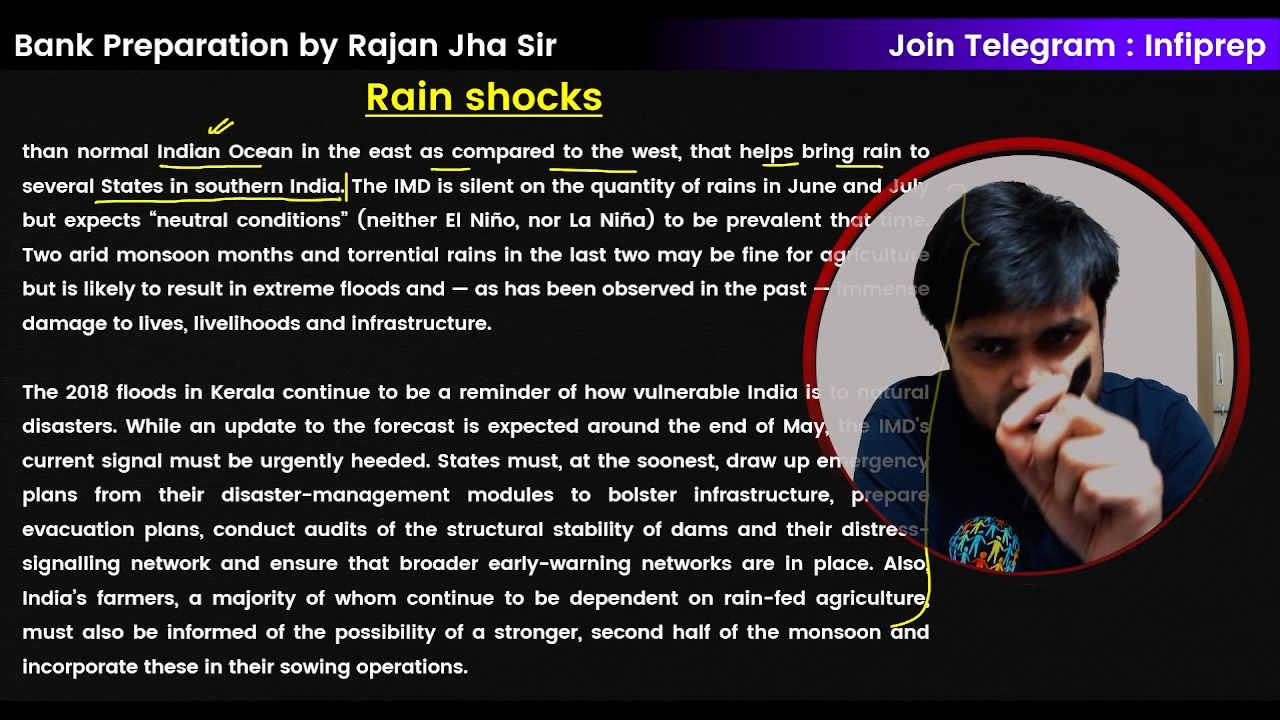 Bank Preparation by Rajan Jha Sir
Join Telegram : Infiprep
Rain shocks
than normal Indian Ocean in the east as compared to the west, that helps bring rain to
several States in southern India. The IMD is silent on the quantity of rains in June and July
but expects “neutral conditions” (neither El Niño, nor La Niña) to be prevalent that time.
Two arid monsoon months and torrential rains in the last two may be fine for agriculture
but is likely to result in extreme floods and — as has been observed in the past — immense
damage to lives, livelihoods and infrastructure.
The 2018 floods in Kerala continue to be a reminder of how vulnerable India is to natural
disasters. While an update to the forecast is expected around the end of May, the IMD’s
current signal must be urgently heeded. States must, at the soonest, draw up emergency
plans from their disaster-management modules to bolster infrastructure, prepare
evacuation plans, conduct audits of the structural stability of dams and their distress-
signalling network and ensure that broader early-warning networks are in place. Also,
India’s farmers, a majority of whom continue to be dependent on rain-fed agriculture,
must also be informed of the possibility of a stronger, second half of the monsoon and
incorporate these in their sowing operations.